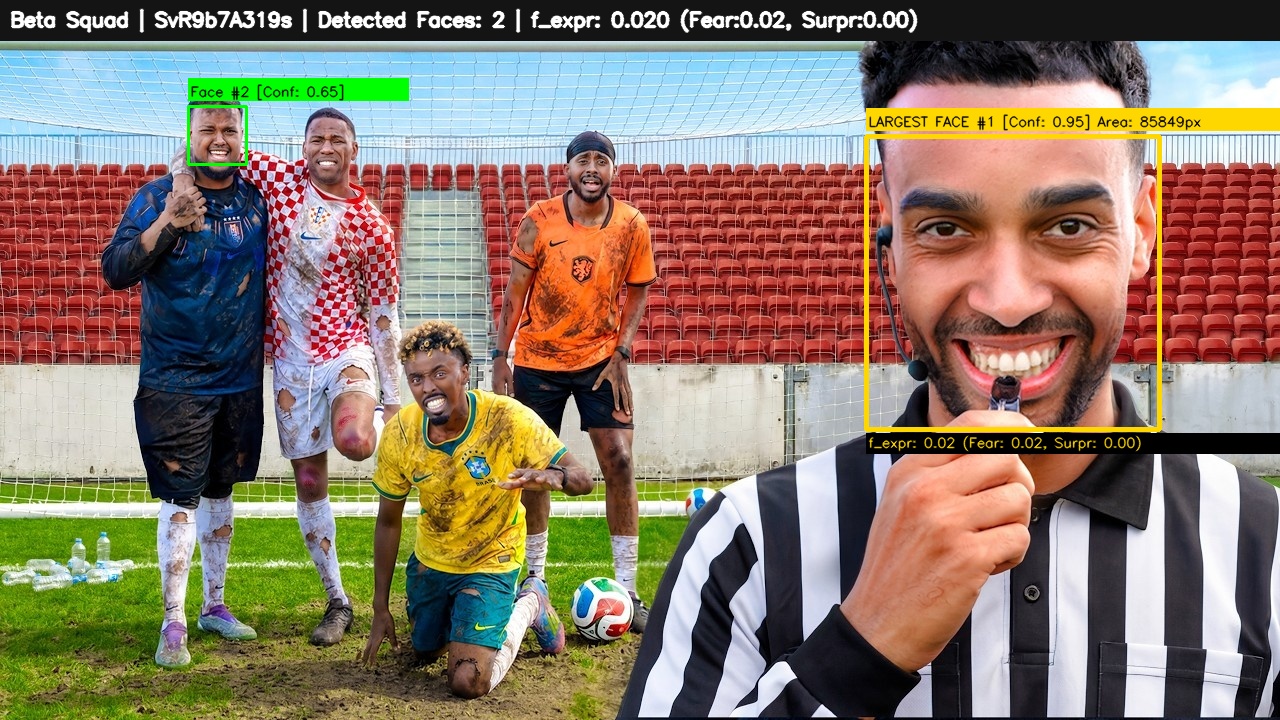 Beta Squad | SvR9b7A319s | Detected Faces: 2 | f_expr: 0.020 (Fear:0.02, Surpr:0.00)
Face #2 [Conf: 0.65]
LARGEST FACE #1 [Conf: 0.95] Area: 85849px
f_expr: 0.02 (Fear: 0.02, Surpr: 0.00)
BRASIL